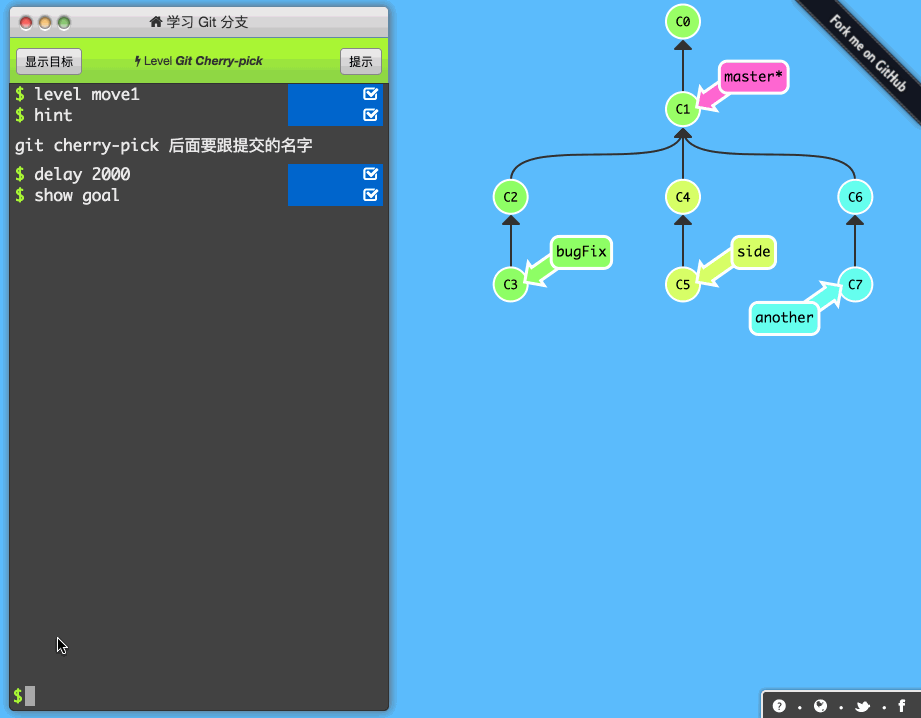 学习 Git 分支
显示目标
Level Git Cherry-pick
提示
$ level move1
$ hint
git cherry-pick 后面要跟提交的名字
$ delay 2000
$ show goal
$
C0
master*
C1
C2
C4
C6
bugFix
side
C3
C5
C7
another
Fork me on GitHub